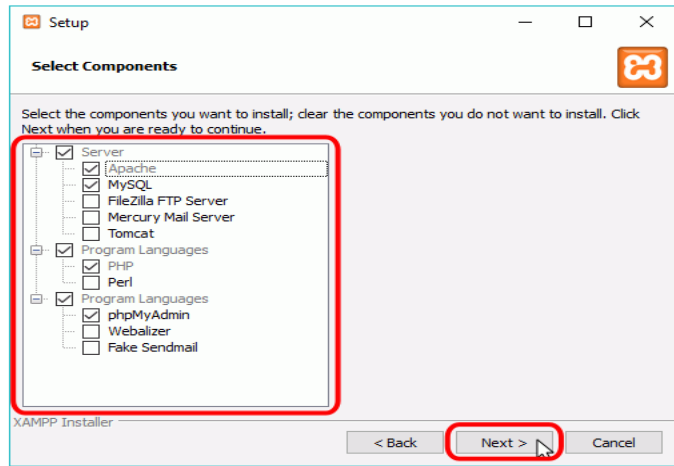 Setup
Select Components
Select the components you want to install; clear the components you do not want to install. Click
Next when you are ready to continue.
Server
Apache
MySQL
FileZilla FTP Server
Mercury Mail Server
Tomcat
Program Languages
PHP
Perl
Program Languages
phpMyAdmin
Webalizer
Fake Sendmail
XAMPP Installer
< Back
Next >
Cancel